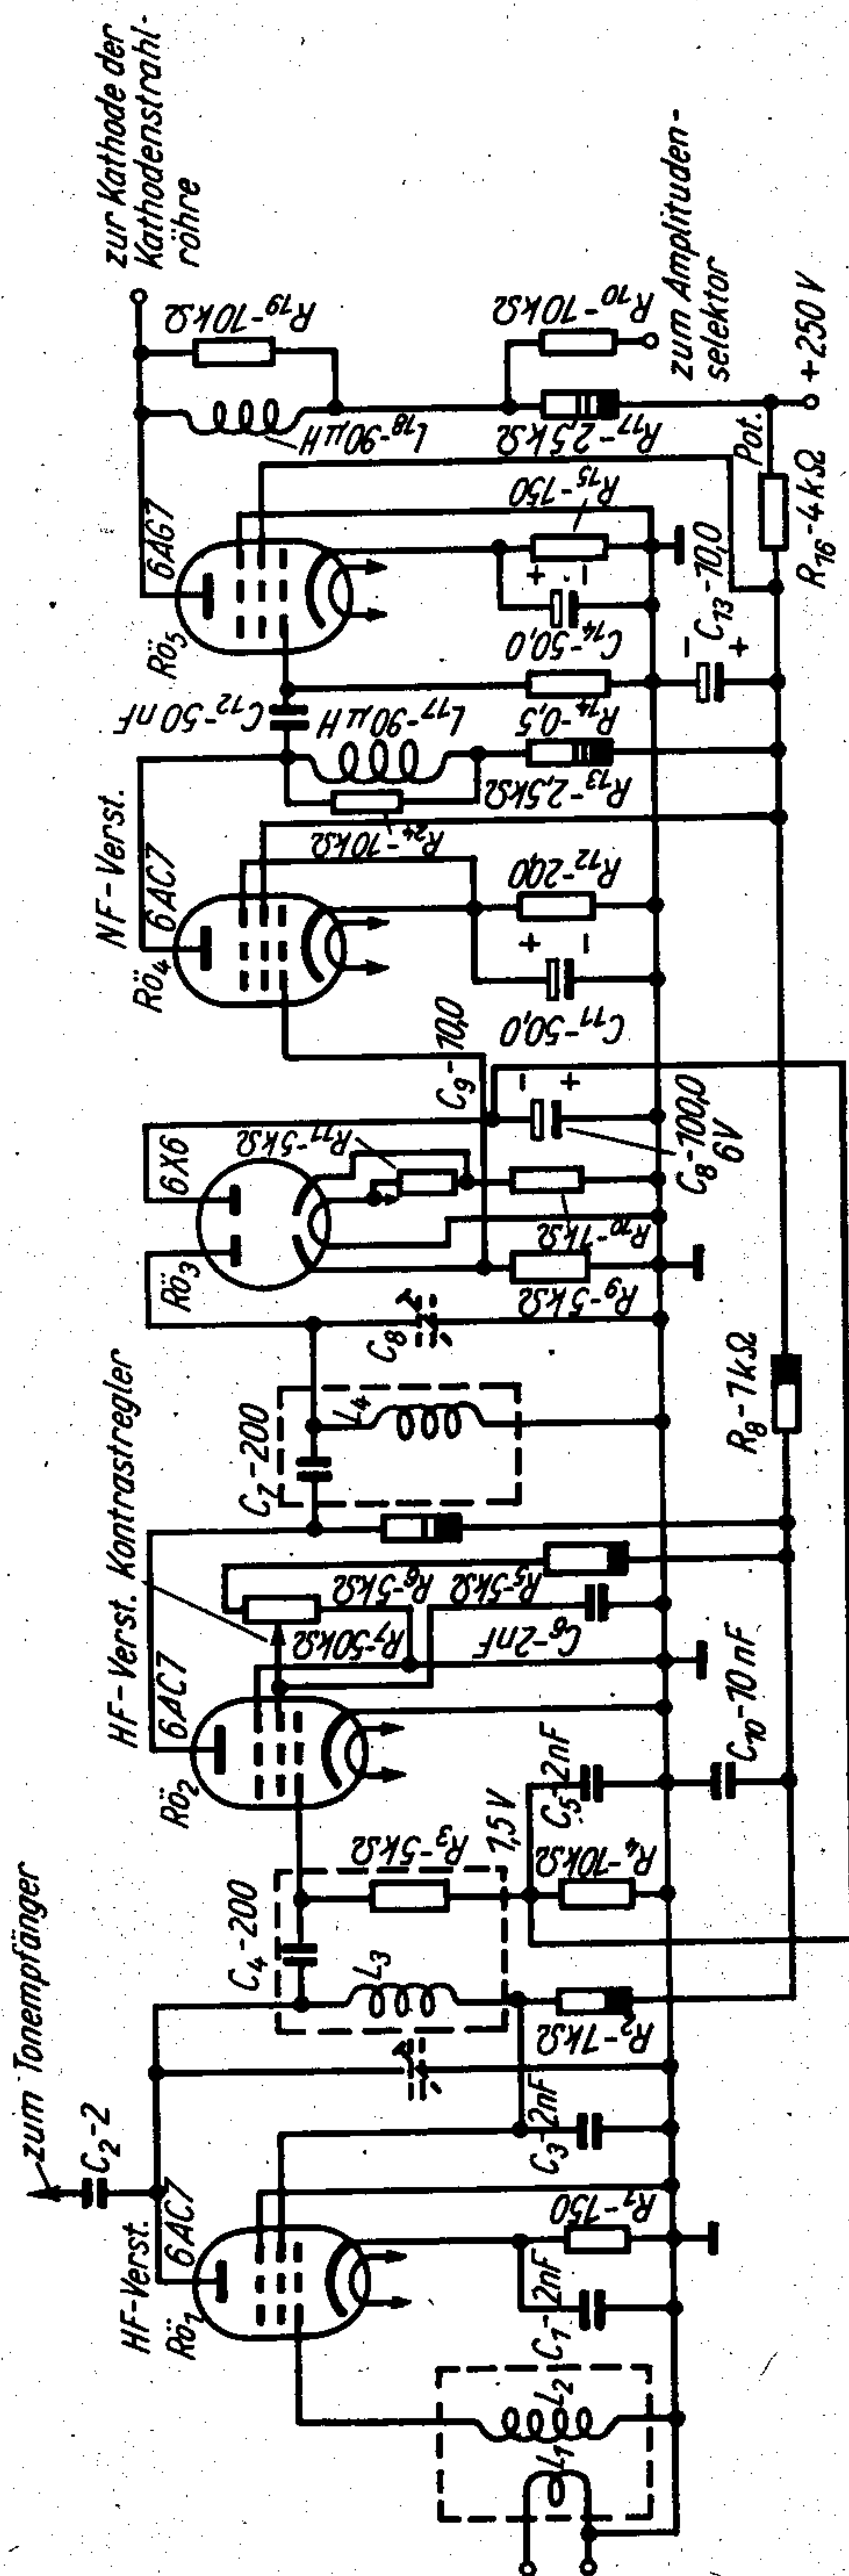 zum Tonempfänger
C₂-2
HF-Verst.
Rö₁
6AC7
L₁
L₂
C₁-2nF
R₁-150
C₃-2nF
R₂-1kΩ
L₃
C₄-200
R₃-5kΩ
1,5V
R₄-10kΩ
C₅-2nF
C₁₀-10nF
HF-Verst. Kontrastregler
Rö₂
6AC7
R₇-50kΩ
R₆-5kΩ
R₅-5kΩ
C₆-2nF
C₇-200
L₄
C₈
R₈-1kΩ
Rö₃
6X6
R₉-5kΩ
R₁₀-1kΩ
R₁₁-5kΩ
C₉-10,0
C₈-100,0
6V
NF-Verst.
Rö₄
6AC7
C₁₁-50,0
R₁₂-200
R₂₄-10kΩ
L₁₇-90µH
R₁₃-2,5kΩ
C₁₂-50nF
R₁₄-0,5
Rö₅
6AG7
C₁₄-50,0
R₁₅-150
C₁₃-10,0
Pot.
R₁₆-4kΩ
+250V
L₁₈-90µH
R₁₇-2,5kΩ
R₁₉-10kΩ
R₁₀-10kΩ
zur Kathode der
Kathodenstrahl-
röhre
zum Amplituden-
selektor